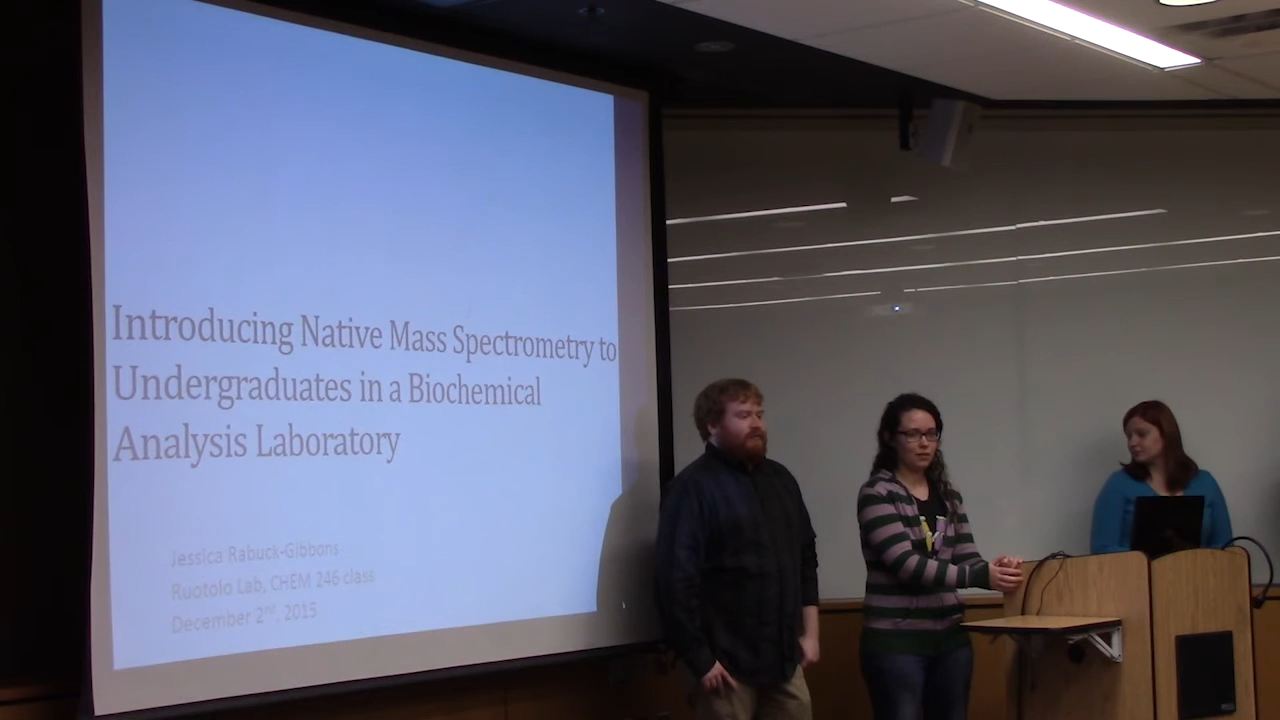 Introducing Native Mass Spectrometry to
Undergraduates in a Biochemical
Analysis Laboratory
Jessica Rabuck-Gibbons
Ruotolo Lab, CHEM 246 class
December 2nd, 2015